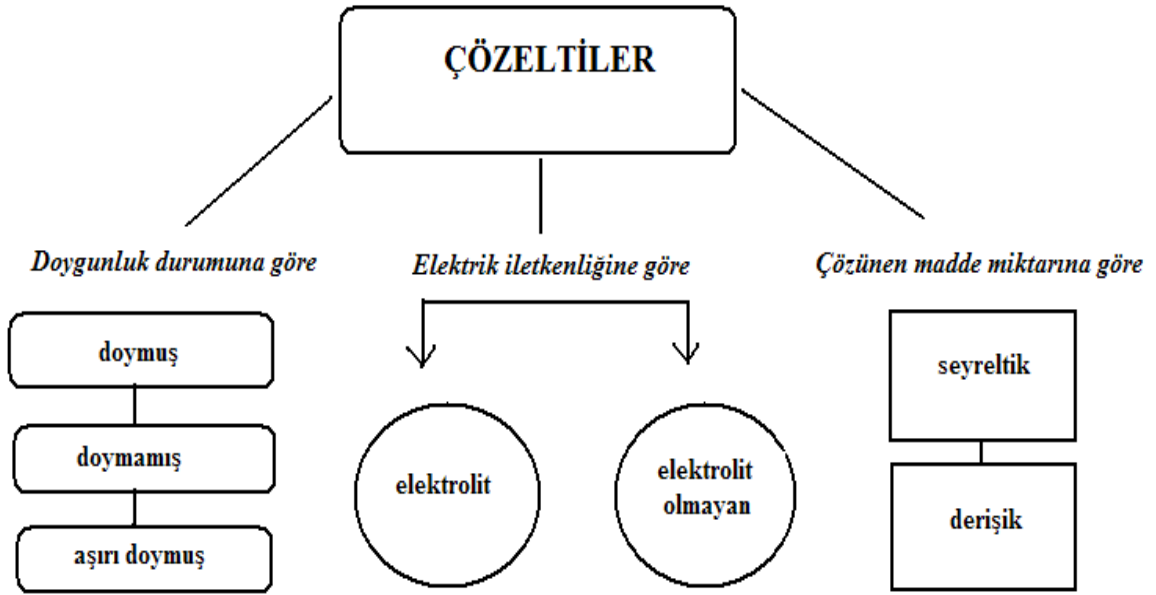 ÇÖZELTİLER
Doygunluk durumuna göre
Elektrik iletkenliğine göre
Çözünen madde miktarına göre
doymuş
doymamış
aşırı doymuş
elektrolit
elektrolit
olmayan
seyreltik
derişik